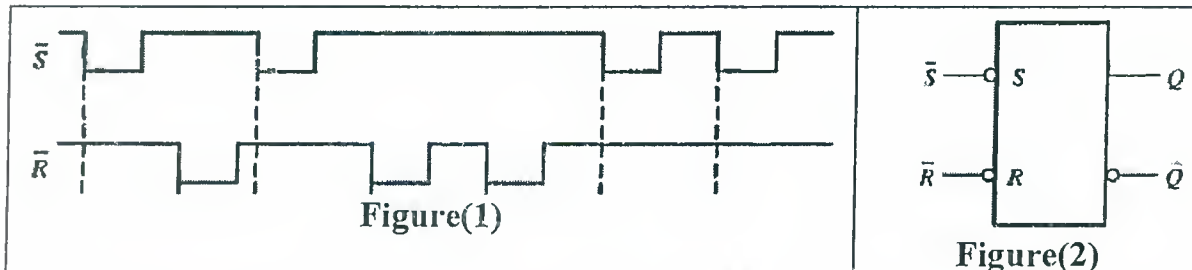 S̄
R̄
Figure(1)
S̄ S Q
R̄ R Q̄
Figure(2)